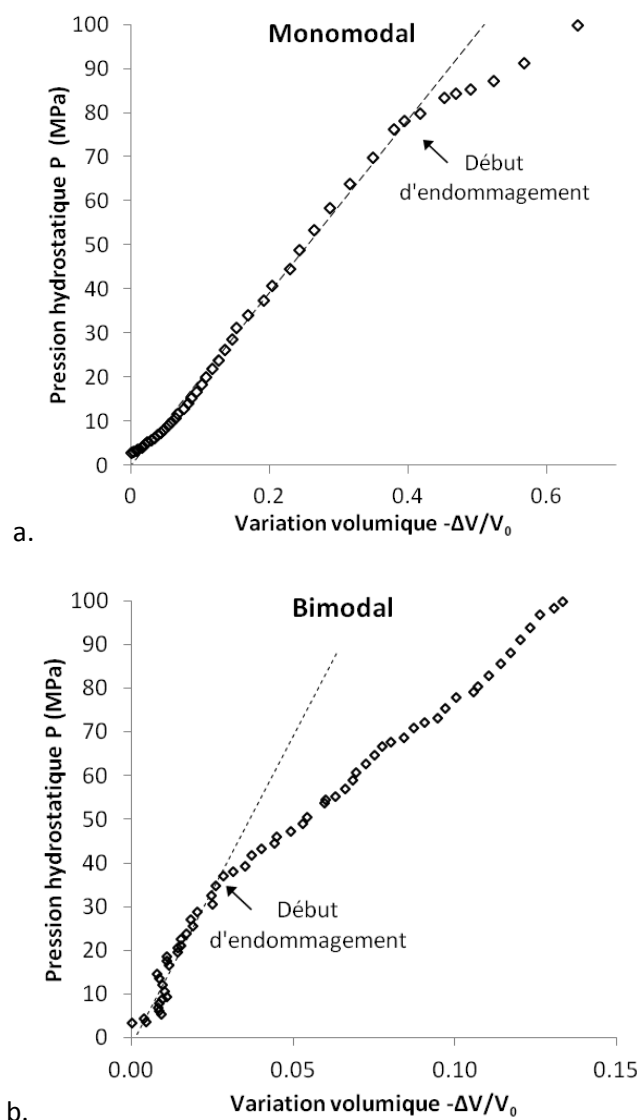 Monomodal
Pression hydrostatique P (MPa)
100
90
80
70
60
50
40
30
20
10
0
Début
d'endommagement
0
0.2
0.4
0.6
Variation volumique -ΔV/V₀
a.
Bimodal
Pression hydrostatique P (MPa)
100
90
80
70
60
50
40
30
20
10
0
Début
d'endommagement
0.00
0.05
0.10
0.15
Variation volumique -ΔV/V₀
b.